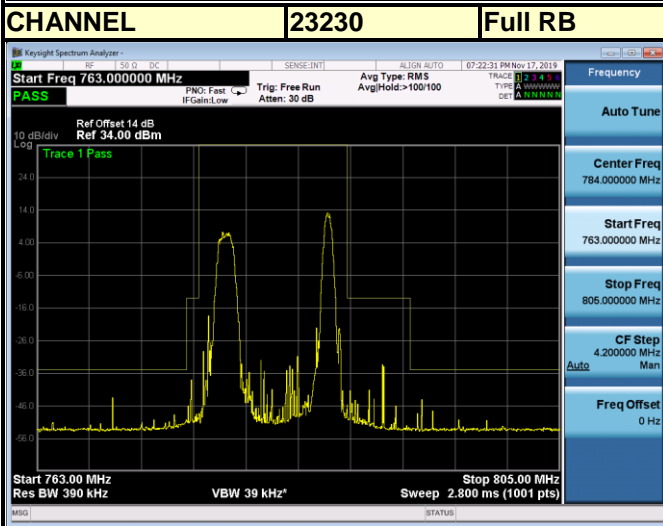 CHANNEL 23230 Full RB
Keysight Spectrum Analyzer -
RF 50 Ω DC SENSE:INT ALIGN AUTO 07:22:31 PM Nov 17, 2019
Start Freq 763.000000 MHz
PASS
PNO: Fast
IFGain:Low
Trig: Free Run
Atten: 30 dB
Avg Type: RMS
Avg|Hold:>100/100
TRACE 1 2 3 4 5 6
TYPE A WWWWW
DET A N N N N N
Ref Offset 14 dB
10 dB/div Ref 34.00 dBm
Log
Trace 1 Pass
24.0
14.0
4.00
-6.00
-16.0
-26.0
-36.0
-46.0
-56.0
Start 763.00 MHz Stop 805.00 MHz
Res BW 390 kHz VBW 39 kHz* Sweep 2.800 ms (1001 pts)
MSG STATUS
Frequency
Auto Tune
Center Freq
784.000000 MHz
Start Freq
763.000000 MHz
Stop Freq
805.000000 MHz
CF Step
4.200000 MHz
Auto Man
Freq Offset
0 Hz